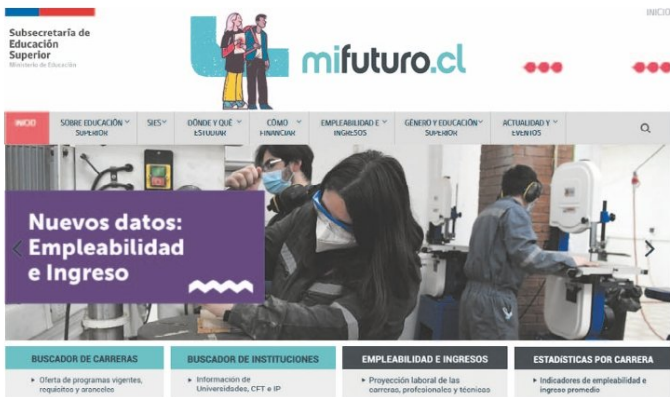 INICIO
Subsecretaría de
Educación
Superior
Ministerio de Educación
mifuturo.cl
INICIO
SOBRE EDUCACIÓN
SUPERIOR
SIES
DÓNDE Y QUÉ
ESTUDIAR
CÓMO
FINANCIAR
EMPLEABILIDAD E
INGRESOS
GÉNERO Y EDUCACIÓN
SUPERIOR
ACTUALIDAD Y
EVENTOS
Nuevos datos:
Empleabilidad
e Ingreso
BUSCADOR DE CARRERAS
Oferta de programas vigentes,
requisitos y aranceles
BUSCADOR DE INSTITUCIONES
Información de
Universidades, CFT e IP
EMPLEABILIDAD E INGRESOS
Proyección laboral de las
carreras, profesionales y técnicas
ESTADÍSTICAS POR CARRERA
Indicadores de empleabilidad e
ingreso promedio